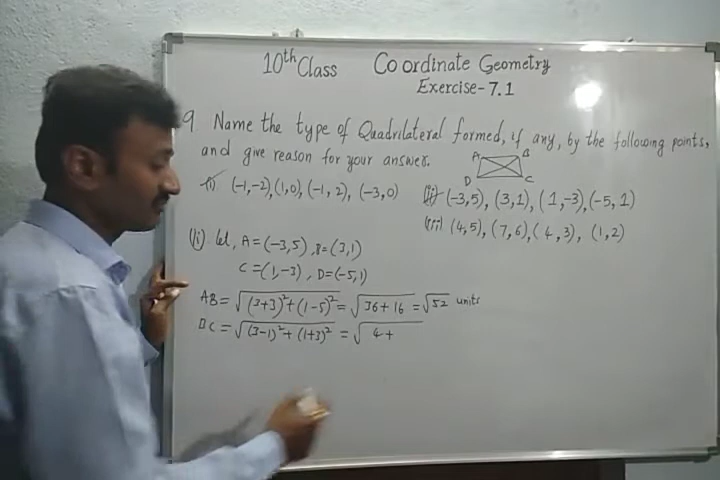 10th Class Coordinate Geometry
Exercise-7.1
9 Name the type of Quadrilateral formed, if any, by the following points,
and give reason for your answer.
A B
D C
(i) (-1,-2),(1,0),(-1,2),(-3,0) (ii) (-3,5), (3,1), (1,-3),(-5,1)
(iii) (4,5), (7,6),(4,3), (1,2)
(ii) let, A=(-3,5), B=(3,1)
C=(1,-3), D=(-5,1)
AB=√(3+3)²+(1-5)² = √36+16 = √52 units
BC = √(3-1)²+(1+3)² = √4+